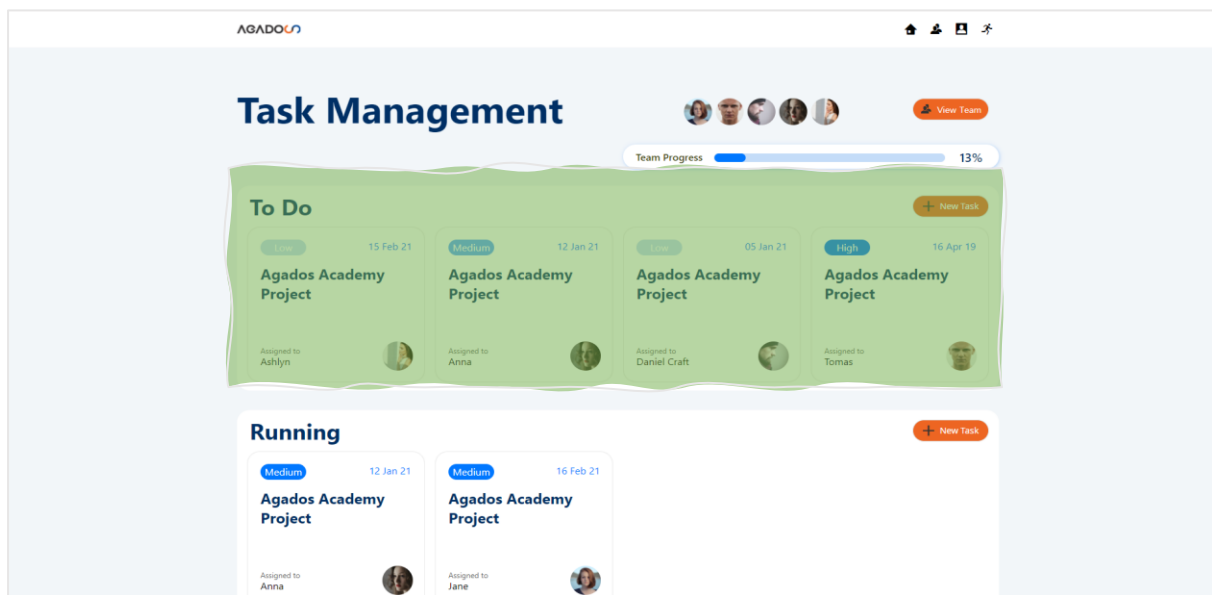 AGADOS
Task Management
View Team
Team Progress 13%
To Do
New Task
Low 15 Feb 21
Agados Academy
Project
Assigned to
Ashlyn
Medium 12 Jan 21
Agados Academy
Project
Assigned to
Anna
Low 05 Jan 21
Agados Academy
Project
Assigned to
Daniel Craft
High 16 Apr 19
Agados Academy
Project
Assigned to
Tomas
Running
New Task
Medium 12 Jan 21
Agados Academy
Project
Assigned to
Anna
Medium 16 Feb 21
Agados Academy
Project
Assigned to
Jane